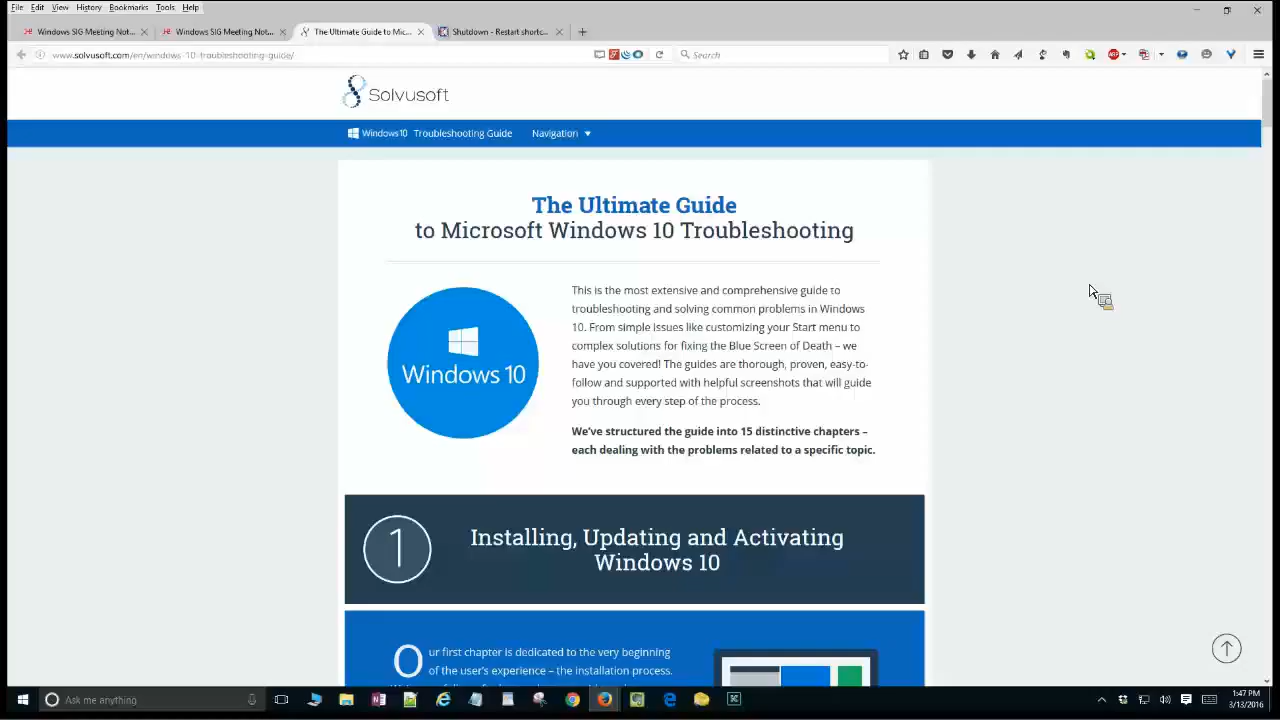 File Edit View History Bookmarks Tools Help
Windows SIG Meeting Not...
Windows SIG Meeting Not...
The Ultimate Guide to Mic...
Shutdown - Restart shortc...
www.solvusoft.com/en/windows-10-troubleshooting-guide/
Search
ABP
Solvusoft
Windows10 Troubleshooting Guide Navigation
The Ultimate Guide
to Microsoft Windows 10 Troubleshooting
Windows 10
This is the most extensive and comprehensive guide to
troubleshooting and solving common problems in Windows
10. From simple issues like customizing your Start menu to
complex solutions for fixing the Blue Screen of Death – we
have you covered! The guides are thorough, proven, easy-to-
follow and supported with helpful screenshots that will guide
you through every step of the process.
We've structured the guide into 15 distinctive chapters –
each dealing with the problems related to a specific topic.
1
Installing, Updating and Activating
Windows 10
Our first chapter is dedicated to the very beginning
of the user's experience – the installation process.
Ask me anything
1:47 PM
3/13/2016